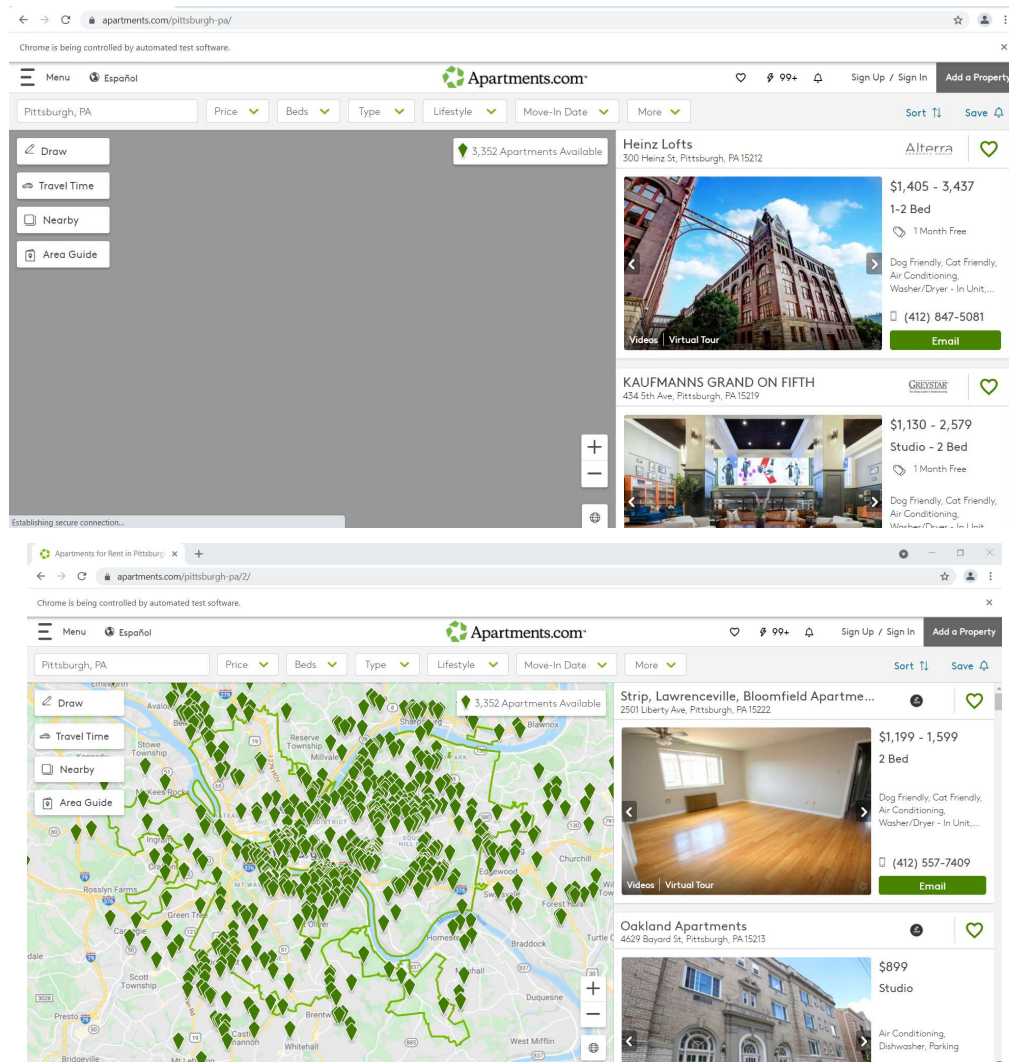 apartments.com/pittsburgh-pa/
Chrome is being controlled by automated test software.
Menu Español Apartments.com 99+ Sign Up / Sign In Add a Property
Pittsburgh, PA Price Beds Type Lifestyle Move-In Date More Sort Save
Draw
3,352 Apartments Available
Travel Time
Nearby
Area Guide
Establishing secure connection...
Heinz Lofts
300 Heinz St, Pittsburgh, PA 15212
Alterra
$1,405 - 3,437
1-2 Bed
1 Month Free
Dog Friendly, Cat Friendly,
Air Conditioning,
Washer/Dryer - In Unit,...
(412) 847-5081
Email
Videos | Virtual Tour
KAUFMANNS GRAND ON FIFTH
434 5th Ave, Pittsburgh, PA 15219
GREYSTAR
$1,130 - 2,579
Studio - 2 Bed
1 Month Free
Dog Friendly, Cat Friendly,
Air Conditioning,
Washer/Dryer - In Unit
Apartments for Rent in Pittsburg
apartments.com/pittsburgh-pa/2/
Chrome is being controlled by automated test software.
Menu Español Apartments.com 99+ Sign Up / Sign In Add a Property
Pittsburgh, PA Price Beds Type Lifestyle Move-In Date More Sort Save
Draw
3,352 Apartments Available
Travel Time
Nearby
Area Guide
Emsworth
Avalo
Stowe
Township
Kennedy
McKees Rocks
Reserve
Township
Millvale
Blawnox
Ingram
Rosslyn Farms
Green Tree
Carnegie
Scott
Township
Presto
Bridgeville
Whitehall
Brentw
Homestea
Edgewood
Churchill
Forest Hills
Braddock
Turtle C
Duquesne
West Mifflin
Strip, Lawrenceville, Bloomfield Apartme...
2501 Liberty Ave, Pittsburgh, PA 15222
$1,199 - 1,599
2 Bed
Dog Friendly, Cat Friendly,
Air Conditioning,
Washer/Dryer - In Unit,...
(412) 557-7409
Email
Videos | Virtual Tour
Oakland Apartments
4629 Bayard St, Pittsburgh, PA 15213
$899
Studio
Air Conditioning,
Dishwasher, Parking